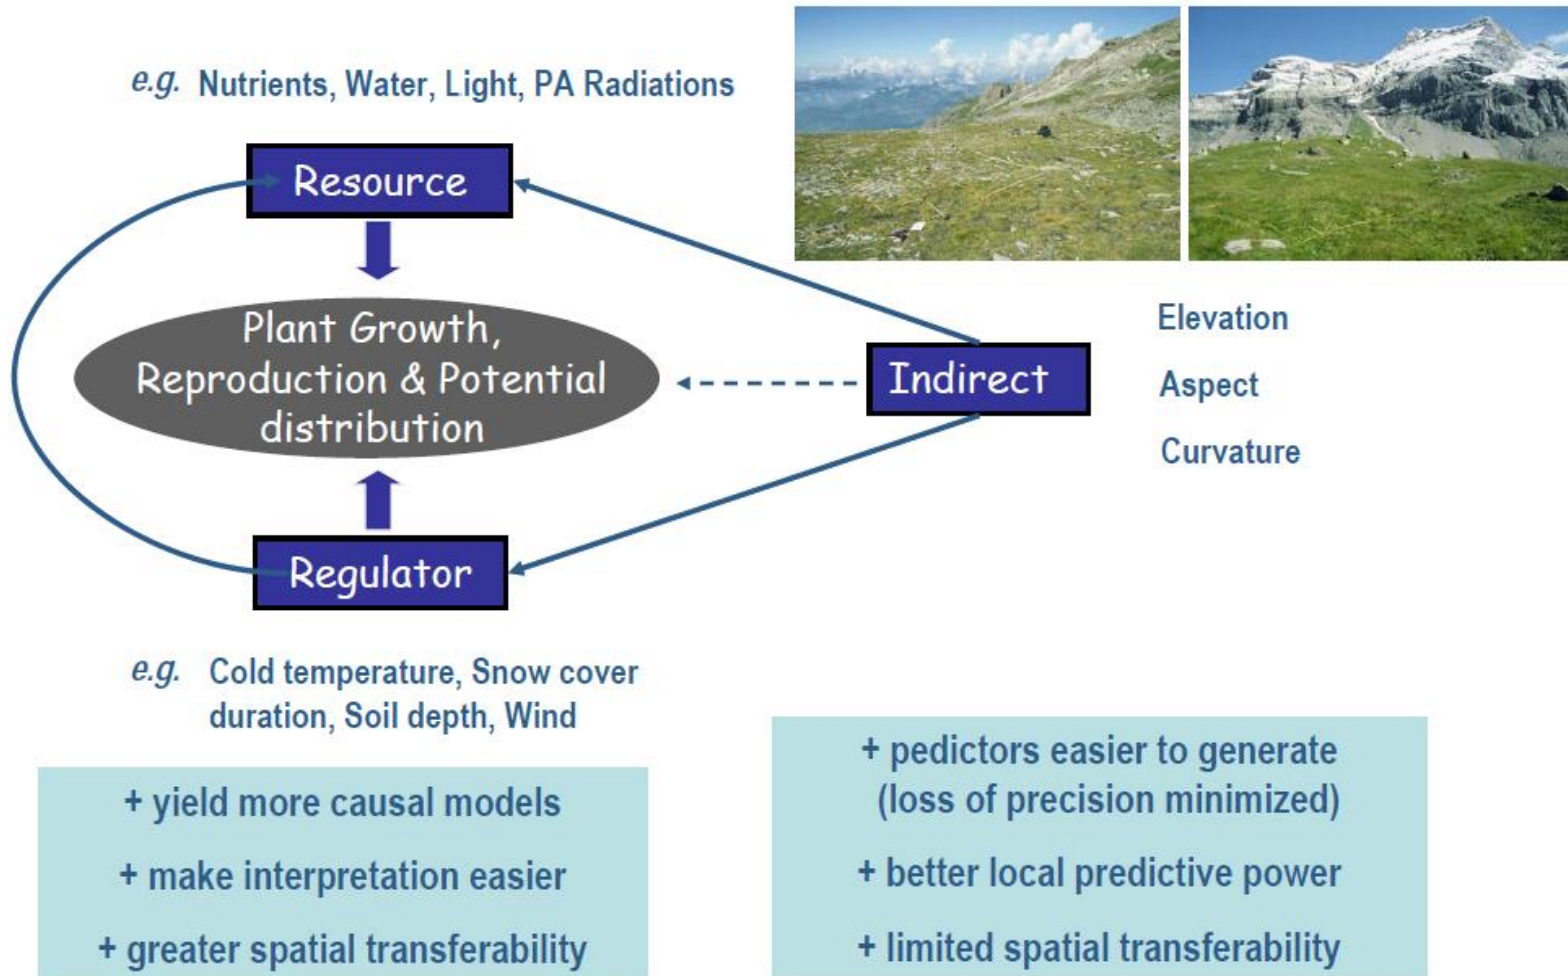 e.g. Nutrients, Water, Light, PA Radiations
Resource
Plant Growth,
Reproduction & Potential
distribution
Indirect
Elevation
Aspect
Curvature
Regulator
e.g. Cold temperature, Snow cover
duration, Soil depth, Wind
+ yield more causal models
+ make interpretation easier
+ greater spatial transferability
+ pedictors easier to generate
(loss of precision minimized)
+ better local predictive power
+ limited spatial transferability